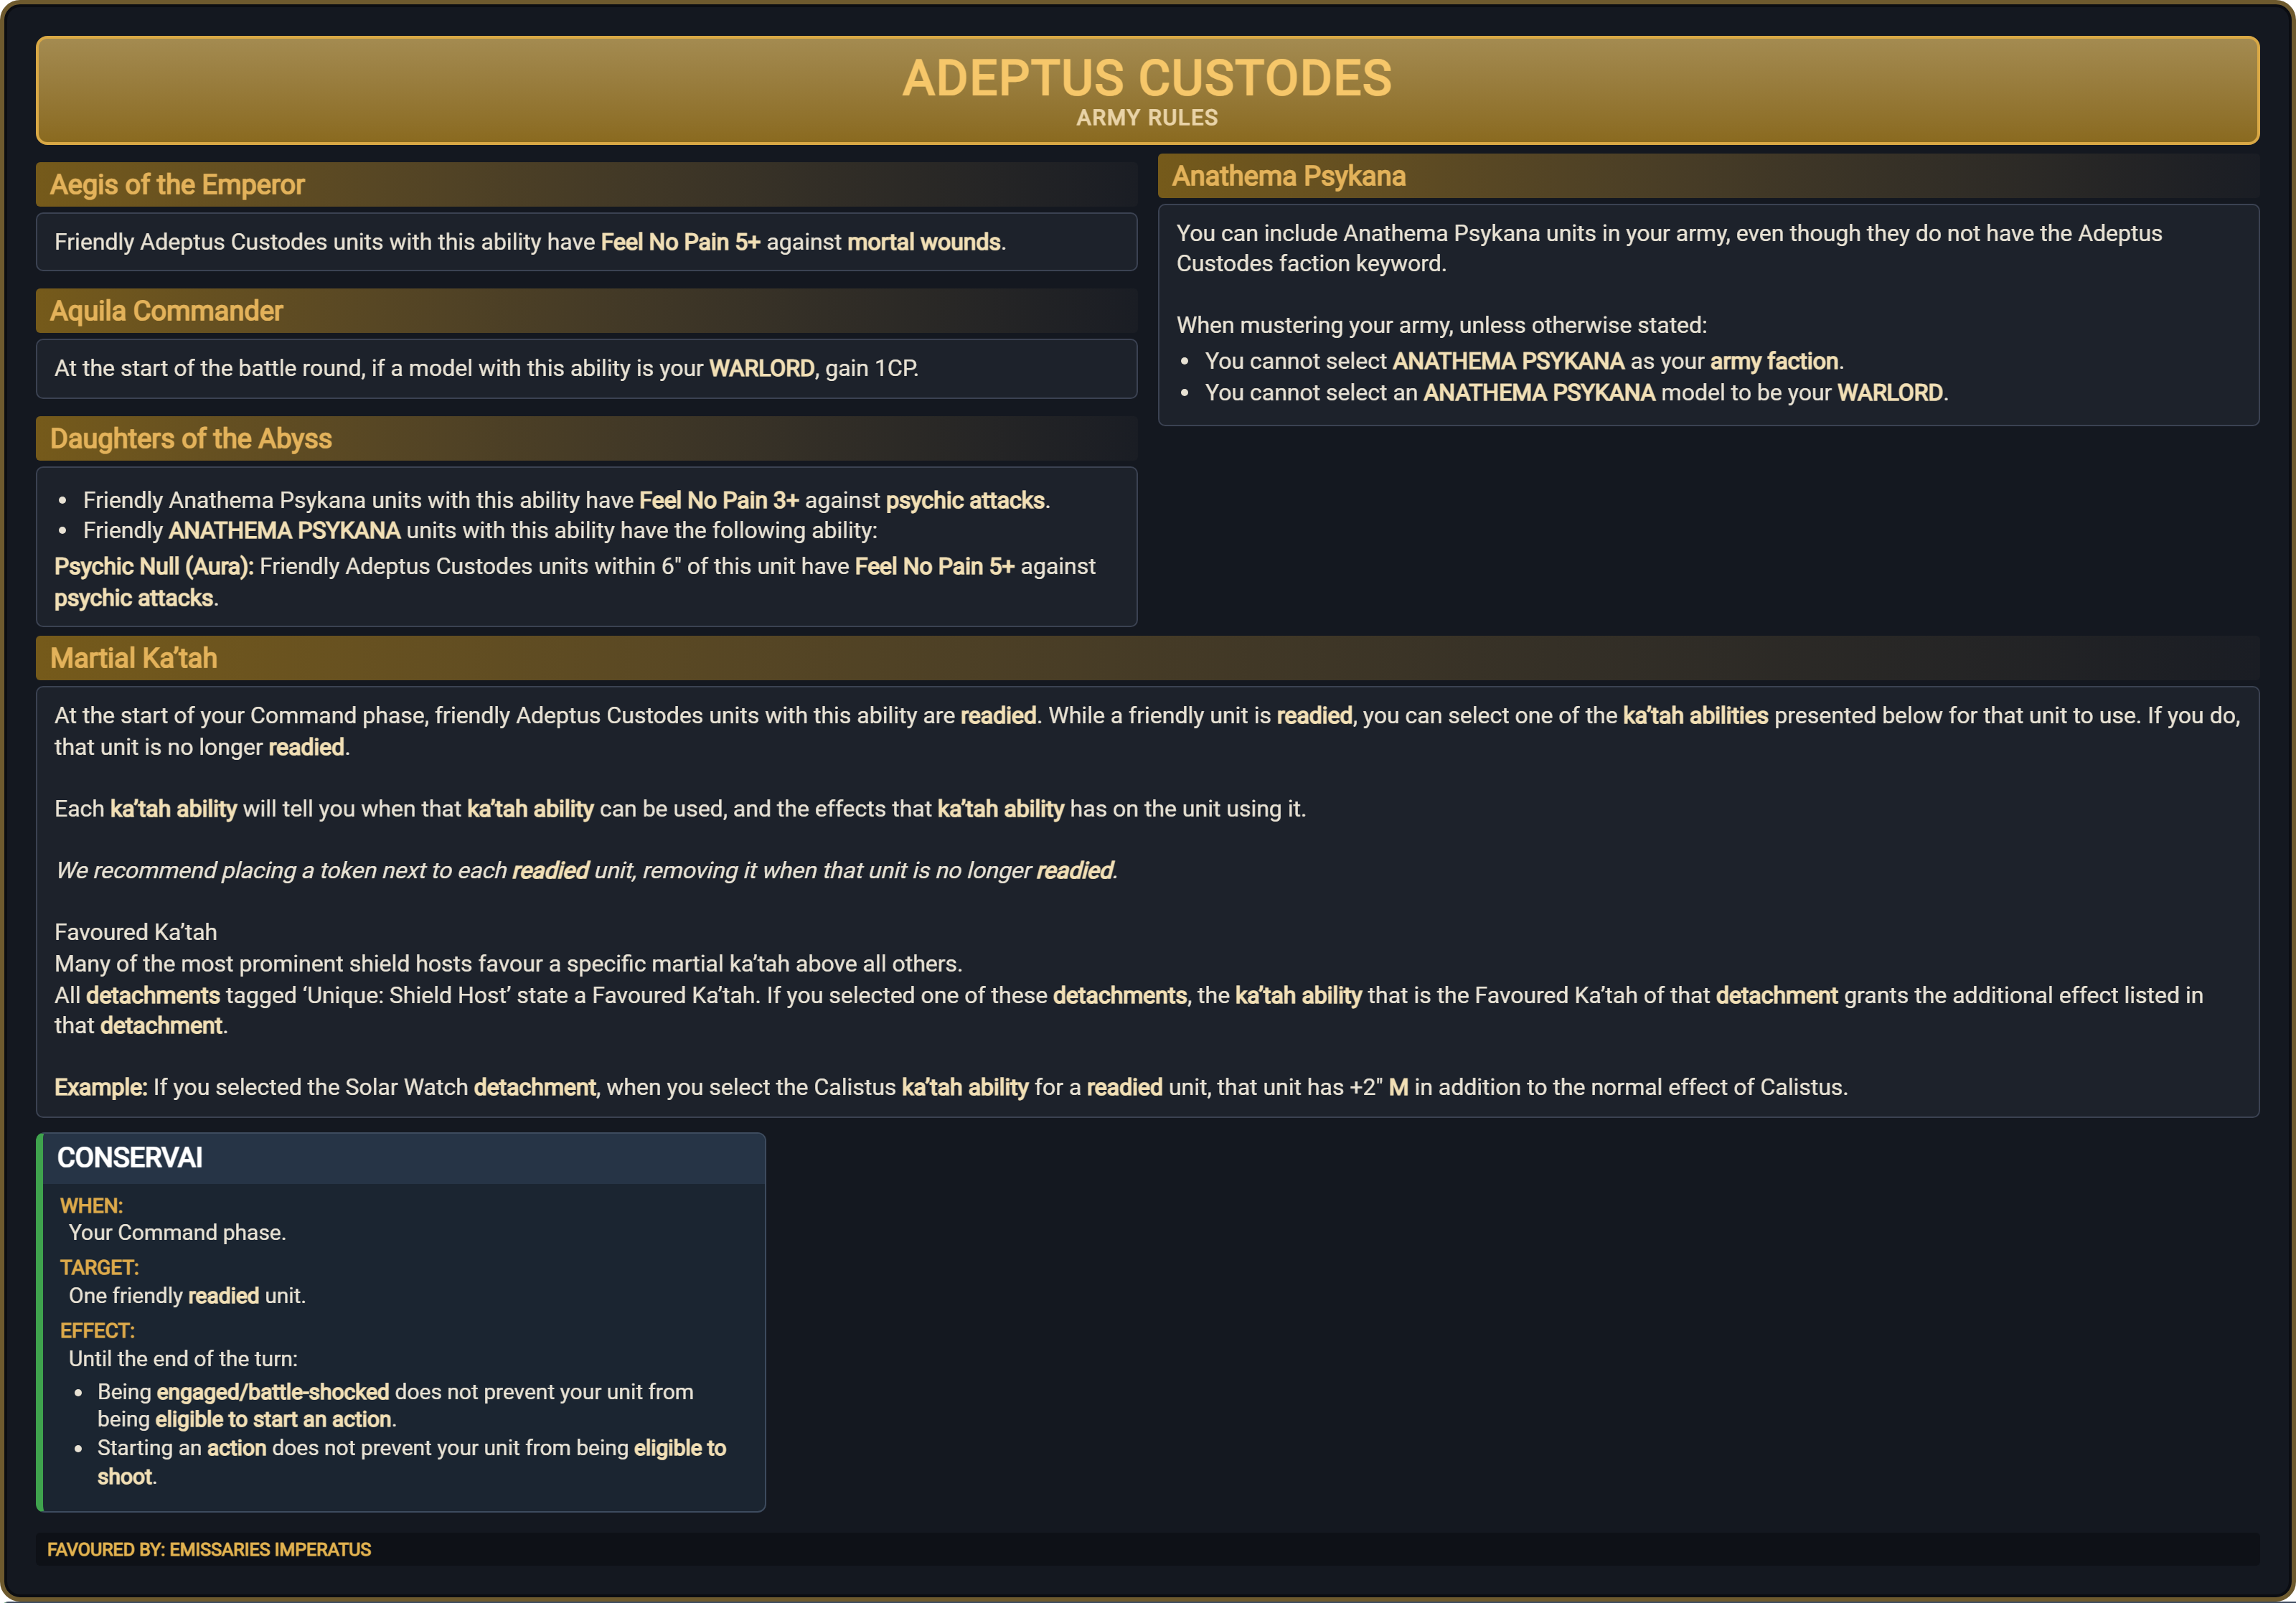 ADEPTUS CUSTODES
ARMY RULES
Aegis of the Emperor
Friendly Adeptus Custodes units with this ability have Feel No Pain 5+ against mortal wounds.
Aquila Commander
At the start of the battle round, if a model with this ability is your WARLORD, gain 1CP.
Daughters of the Abyss
• Friendly Anathema Psykana units with this ability have Feel No Pain 3+ against psychic attacks.
• Friendly ANATHEMA PSYKANA units with this ability have the following ability:
Psychic Null (Aura): Friendly Adeptus Custodes units within 6" of this unit have Feel No Pain 5+ against
psychic attacks.
Anathema Psykana
You can include Anathema Psykana units in your army, even though they do not have the Adeptus
Custodes faction keyword.
When mustering your army, unless otherwise stated:
• You cannot select ANATHEMA PSYKANA as your army faction.
• You cannot select an ANATHEMA PSYKANA model to be your WARLORD.
Martial Ka’tah
At the start of your Command phase, friendly Adeptus Custodes units with this ability are readied. While a friendly unit is readied, you can select one of the ka’tah abilities presented below for that unit to use. If you do,
that unit is no longer readied.
Each ka’tah ability will tell you when that ka’tah ability can be used, and the effects that ka’tah ability has on the unit using it.
We recommend placing a token next to each readied unit, removing it when that unit is no longer readied.
Favoured Ka’tah
Many of the most prominent shield hosts favour a specific martial ka’tah above all others.
All detachments tagged ‘Unique: Shield Host’ state a Favoured Ka’tah. If you selected one of these detachments, the ka’tah ability that is the Favoured Ka’tah of that detachment grants the additional effect listed in
that detachment.
Example: If you selected the Solar Watch detachment, when you select the Calistus ka’tah ability for a readied unit, that unit has +2" M in addition to the normal effect of Calistus.
CONSERVAI
WHEN:
Your Command phase.
TARGET:
One friendly readied unit.
EFFECT:
Until the end of the turn:
• Being engaged/battle-shocked does not prevent your unit from
being eligible to start an action.
• Starting an action does not prevent your unit from being eligible to
shoot.
FAVOURED BY: EMISSARIES IMPERATUS